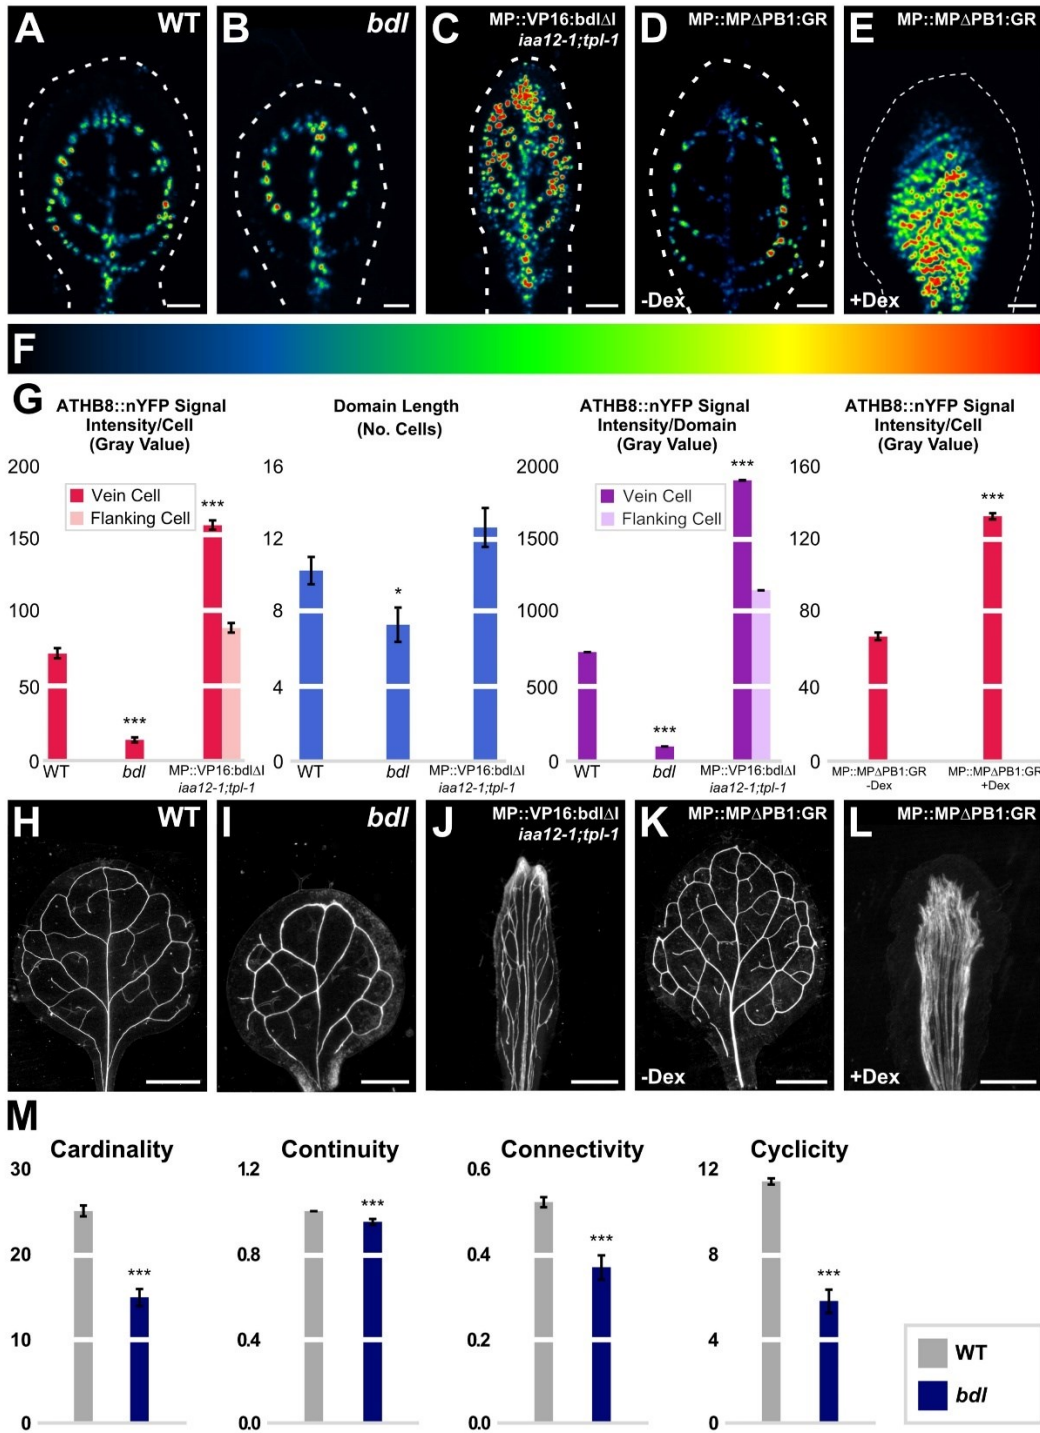 A
WT
B
bdl
C
MP::VP16:bdlΔI
iaa12-1;tpl-1
D
MP::MPΔPB1:GR
-Dex
E
MP::MPΔPB1:GR
+Dex
F
G
ATHB8::nYFP Signal
Intensity/Cell
(Gray Value)
200
150
100
50
0
Vein Cell
Flanking Cell
***
***
WT
bdl
MP::VP16:bdlΔI
iaa12-1;tpl-1
Domain Length
(No. Cells)
16
12
8
4
0
*
WT
bdl
MP::VP16:bdlΔI
iaa12-1;tpl-1
ATHB8::nYFP Signal
Intensity/Domain
(Gray Value)
2000
1500
1000
500
0
Vein Cell
Flanking Cell
***
***
WT
bdl
MP::VP16:bdlΔI
iaa12-1;tpl-1
ATHB8::nYFP Signal
Intensity/Cell
(Gray Value)
160
120
80
40
0
***
MP::MPΔPB1:GR
-Dex
MP::MPΔPB1:GR
+Dex
H
WT
I
bdl
J
MP::VP16:bdlΔI
iaa12-1;tpl-1
K
MP::MPΔPB1:GR
-Dex
L
MP::MPΔPB1:GR
+Dex
M
Cardinality
30
20
10
0
***
Continuity
1.2
0.8
0.4
0.0
***
Connectivity
0.6
0.4
0.2
0.0
***
Cyclicity
12
8
4
0
***
WT
bdl